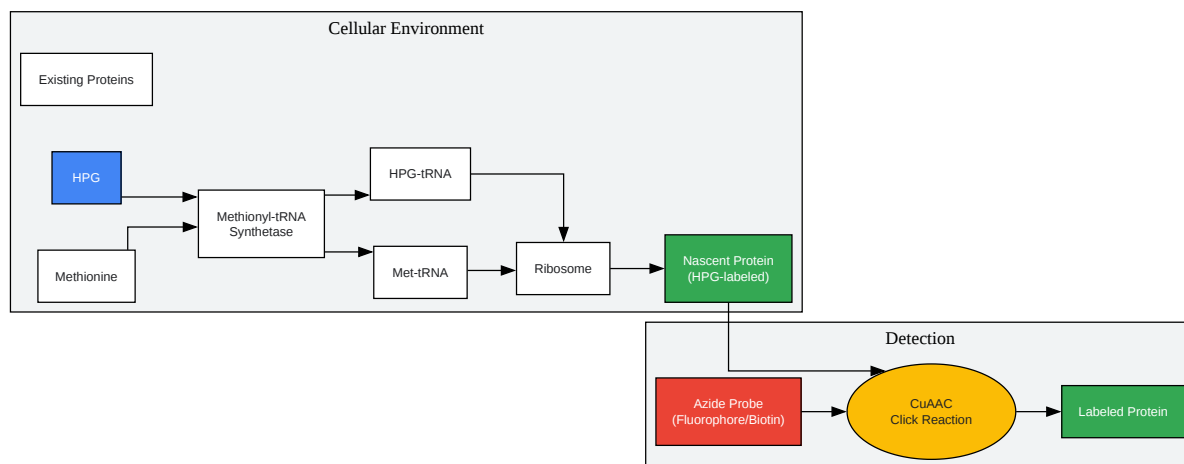 Cellular Environment
Existing Proteins
HPG
HPG-tRNA
Methionyl-tRNA
Synthetase
Methionine
Met-tRNA
Ribosome
Nascent Protein
(HPG-labeled)
Detection
Azide Probe
(Fluorophore/Biotin)
CuAAC
Click Reaction
Labeled Protein